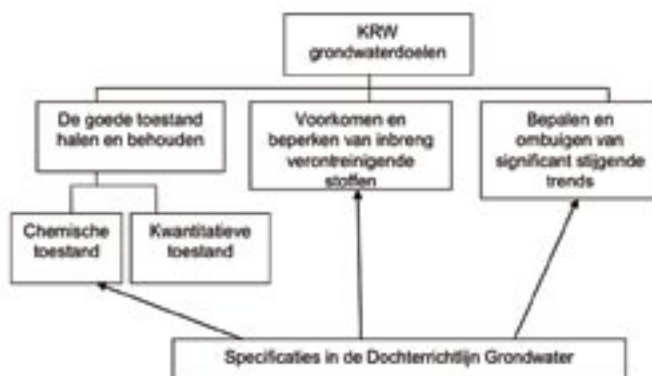 KRW
grondwaterdoelen
De goede toestand
halen en behouden
Voorkomen en
beperken van inbreng
verontreinigende
stoffen
Bepalen en
ombuigen van
significant stijgende
trends
Chemische
toestand
Kwantitatieve
toestand
Specificaties in de Dochterrichtlijn Grondwater